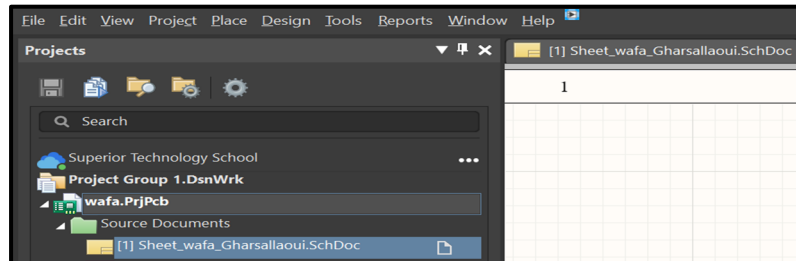 File Edit View Project Place Design Tools Reports Window Help
Projects
[1] Sheet_wafa_Gharsallaoui.SchDoc
1
Search
Superior Technology School
Project Group 1.DsnWrk
wafa.PrjPcb
Source Documents
[1] Sheet_wafa_Gharsallaoui.SchDoc